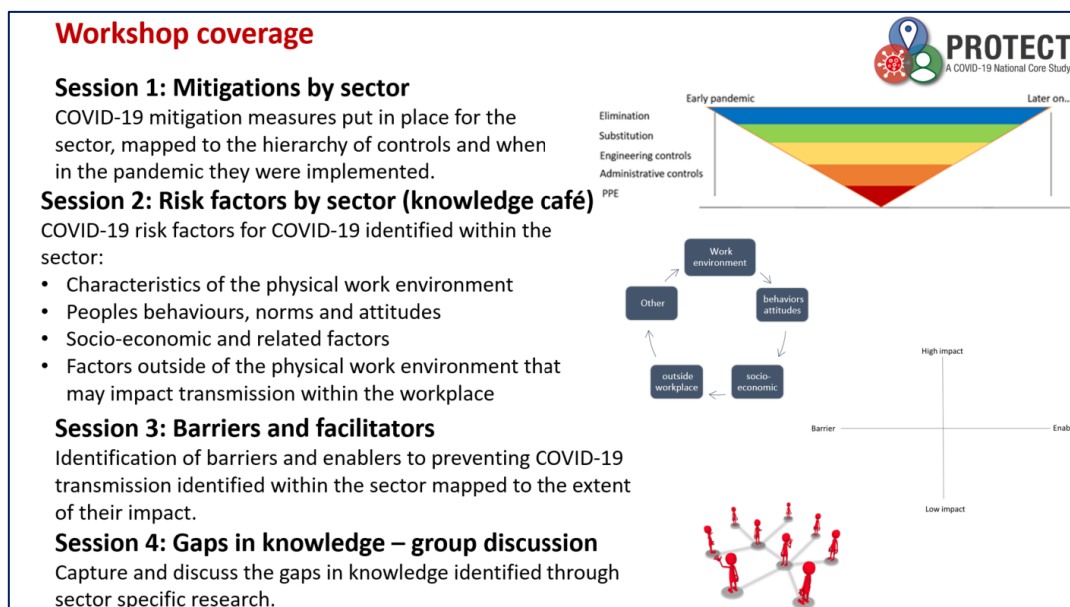 Workshop coverage
Session 1: Mitigations by sector
COVID-19 mitigation measures put in place for the
sector, mapped to the hierarchy of controls and when
in the pandemic they were implemented.
Session 2: Risk factors by sector (knowledge café)
COVID-19 risk factors for COVID-19 identified within the
sector:
• Characteristics of the physical work environment
• Peoples behaviours, norms and attitudes
• Socio-economic and related factors
• Factors outside of the physical work environment that
may impact transmission within the workplace
Session 3: Barriers and facilitators
Identification of barriers and enablers to preventing COVID-19
transmission identified within the sector mapped to the extent
of their impact.
Session 4: Gaps in knowledge – group discussion
Capture and discuss the gaps in knowledge identified through
sector specific research.
PROTECT
A COVID-19 National Core Study
Early pandemic
Later on...
Elimination
Substitution
Engineering controls
Administrative controls
PPE
Work
environment
Other
behaviors
attitudes
outside
workplace
socio-
economic
High impact
Barrier
Enab
Low impact